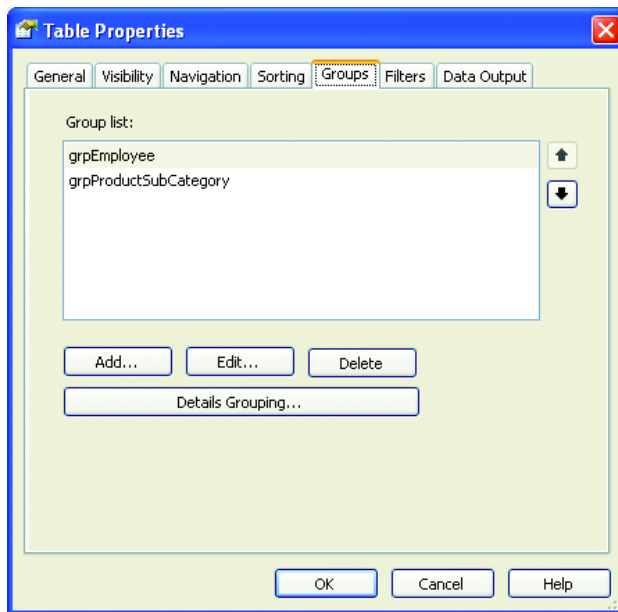 Table Properties
General Visibility Navigation Sorting Groups Filters Data Output
Group list:
grpEmployee
grpProductSubCategory
Add... Edit... Delete
Details Grouping...
OK Cancel Help